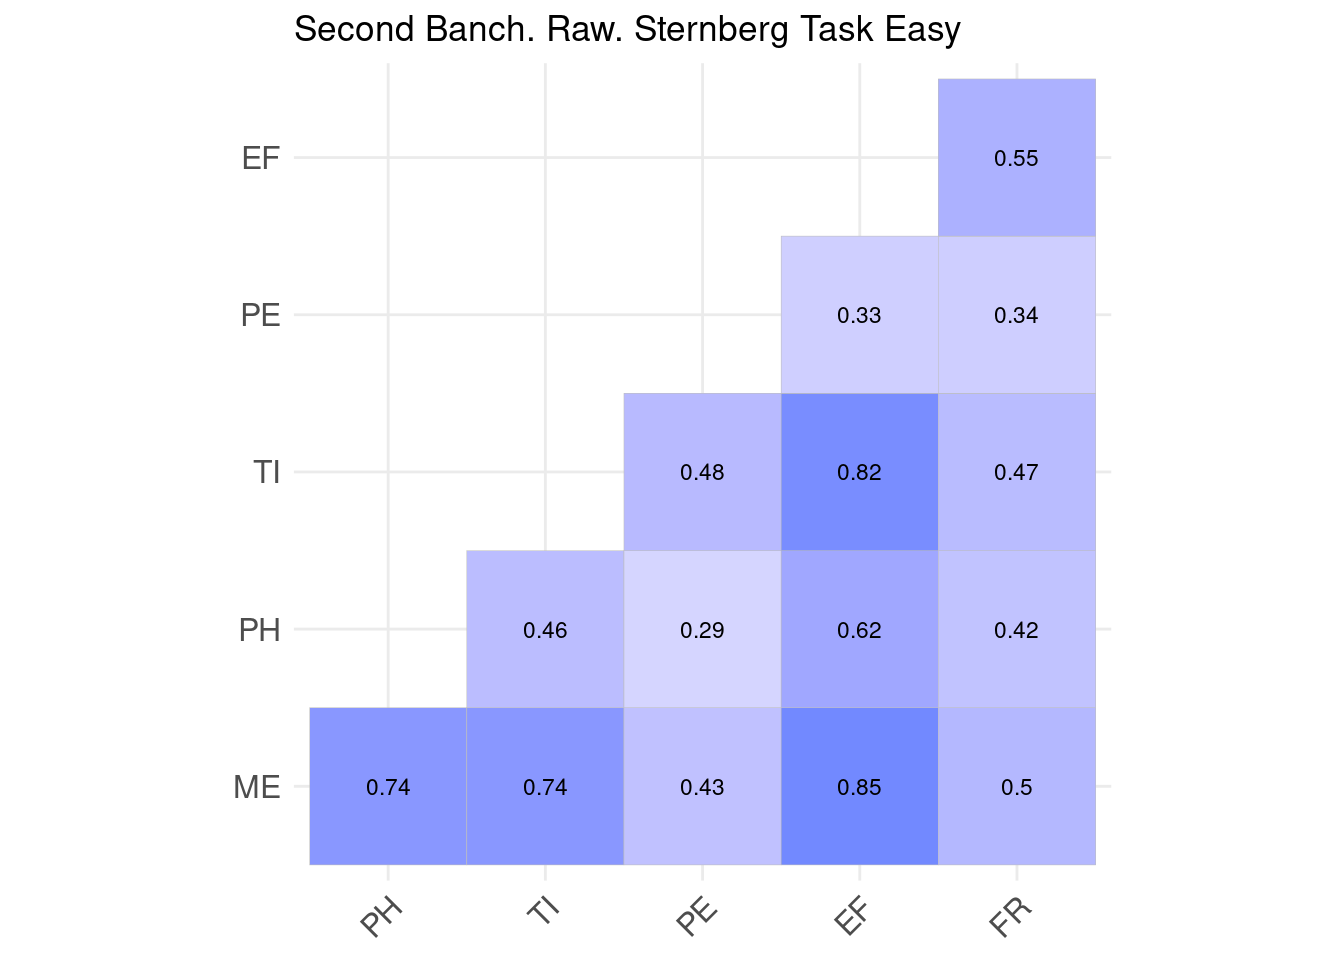 Second Banch. Raw. Sternberg Task Easy
EF 0.55
PE 0.33 0.34
TI 0.48 0.82 0.47
PH 0.46 0.29 0.62 0.42
ME 0.74 0.74 0.43 0.85 0.5
PH TI PE EF FR